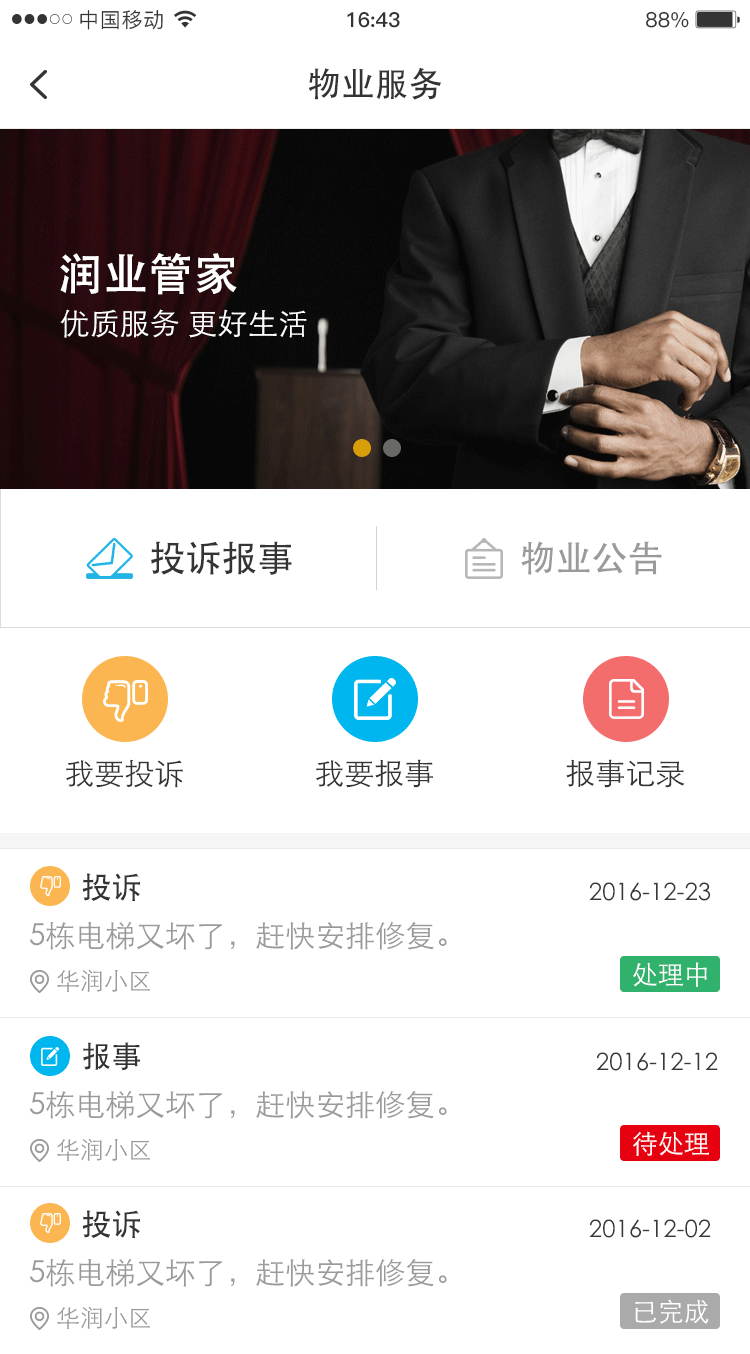 中国移动 16:43 88%
物业服务
润业管家
优质服务 更好生活
投诉报事 物业公告
我要投诉 我要报事 报事记录
投诉 2016-12-23
5栋电梯又坏了，赶快安排修复。
华润小区 处理中
报事 2016-12-12
5栋电梯又坏了，赶快安排修复。
华润小区 待处理
投诉 2016-12-02
5栋电梯又坏了，赶快安排修复。
华润小区 已完成